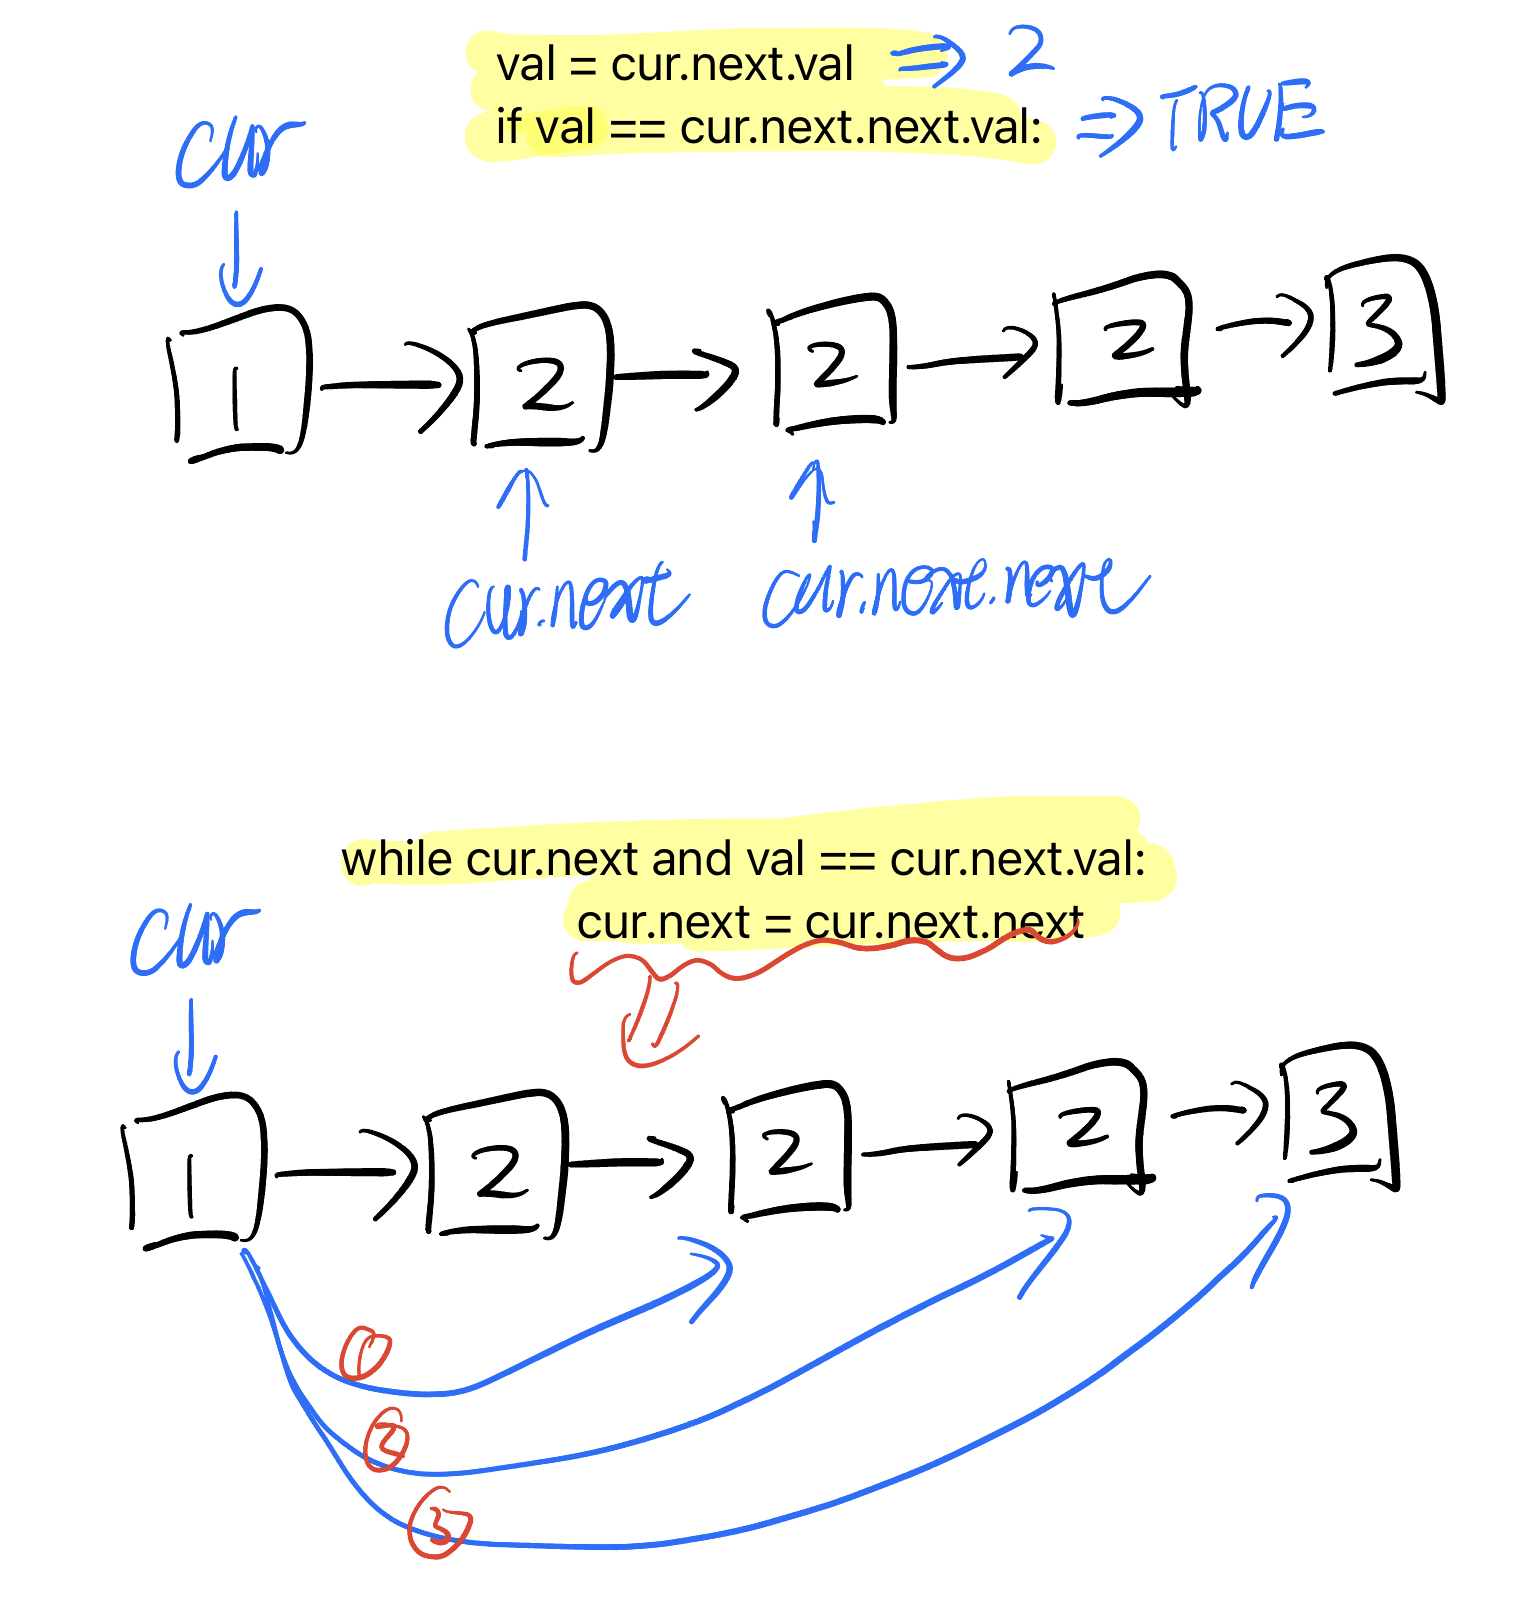 val = cur.next.val ⇒ 2
if val == cur.next.next.val: ⇒ TRUE
cur
1 → 2 → 2 → 2 → 3
cur.next cur.next.next
while cur.next and val == cur.next.val:
cur.next = cur.next.next
cur
1 → 2 → 2 → 2 → 3
①
②
③